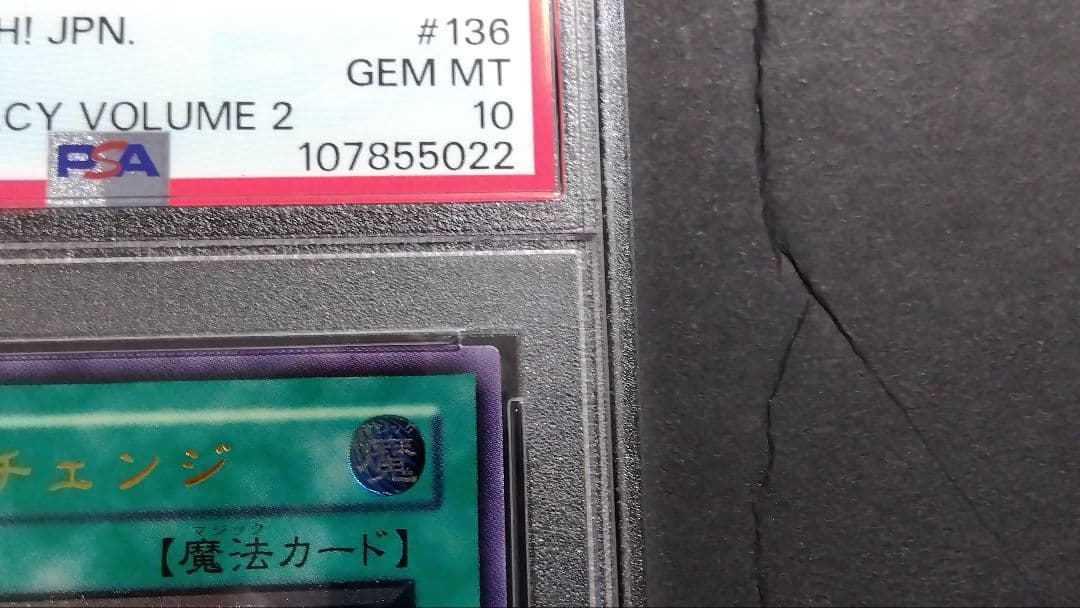 H! JPN. #136
GEM MT
CY VOLUME 2 10
PSA 107855022
チェンジ 魔
マジック
【魔法カード】